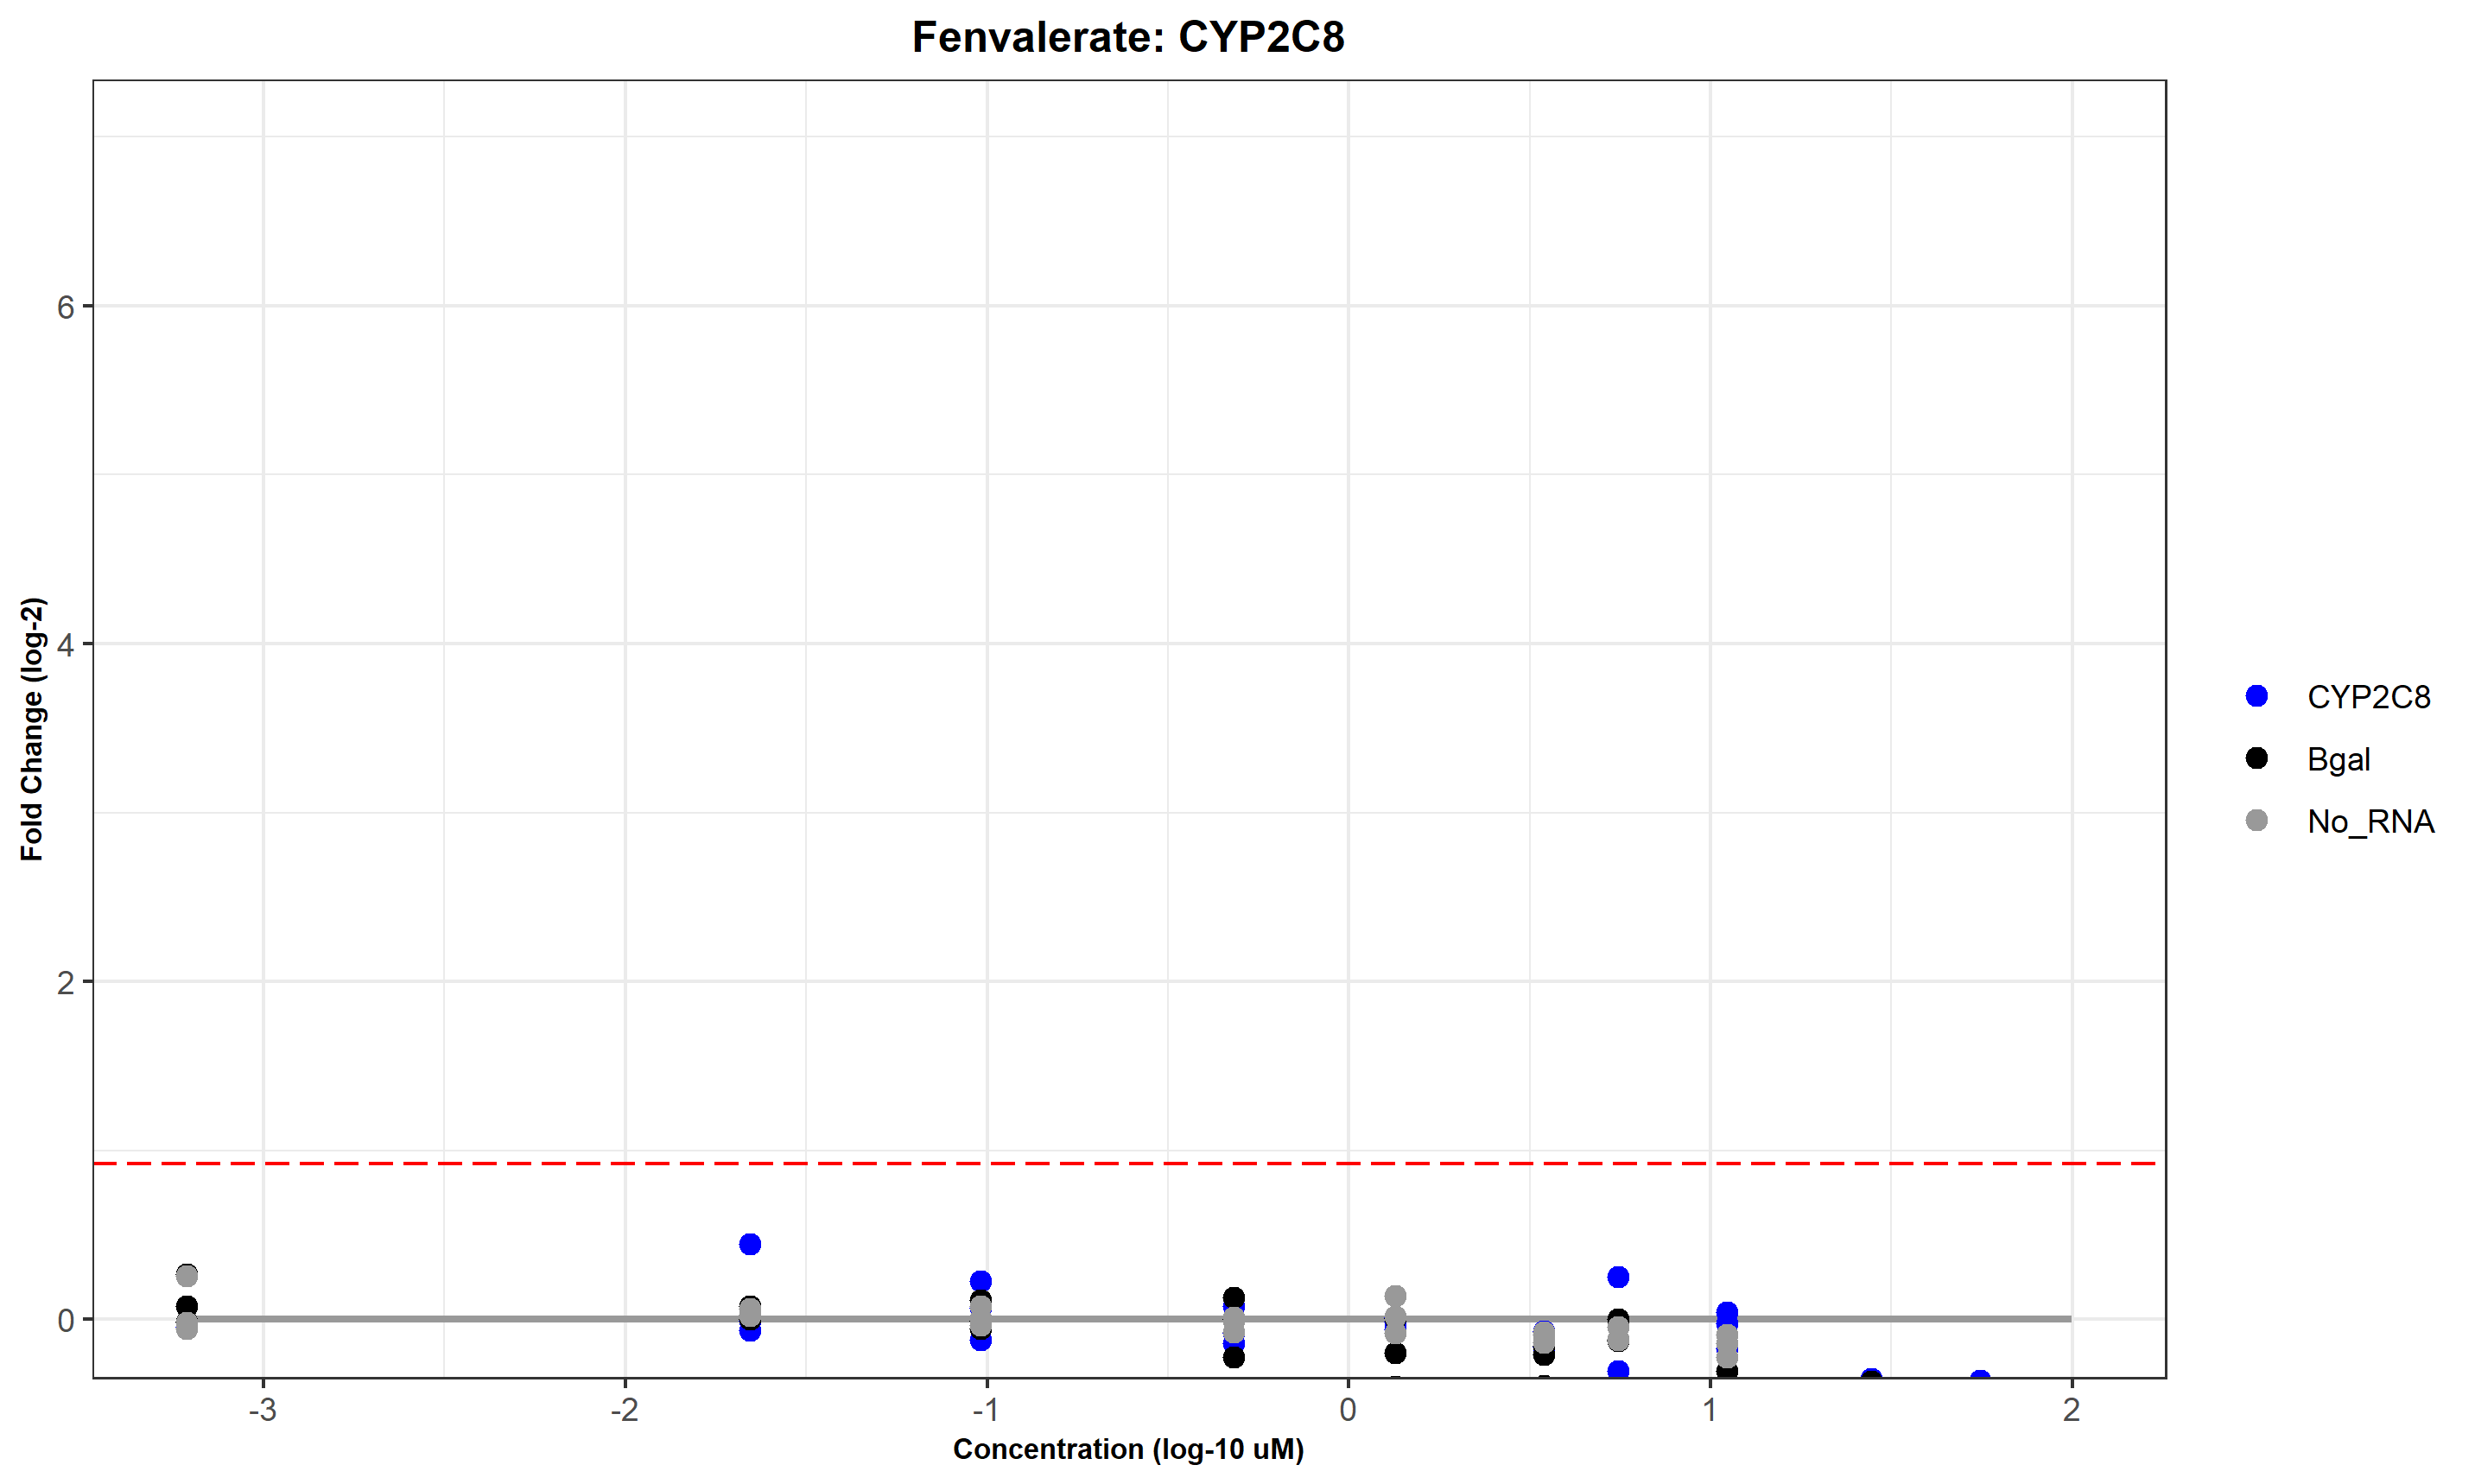 Fenvalerate: CYP2C8
Fold Change (log-2)
6
4
2
0
-3
-2
-1
0
1
2
Concentration (log-10 uM)
CYP2C8
Bgal
No_RNA